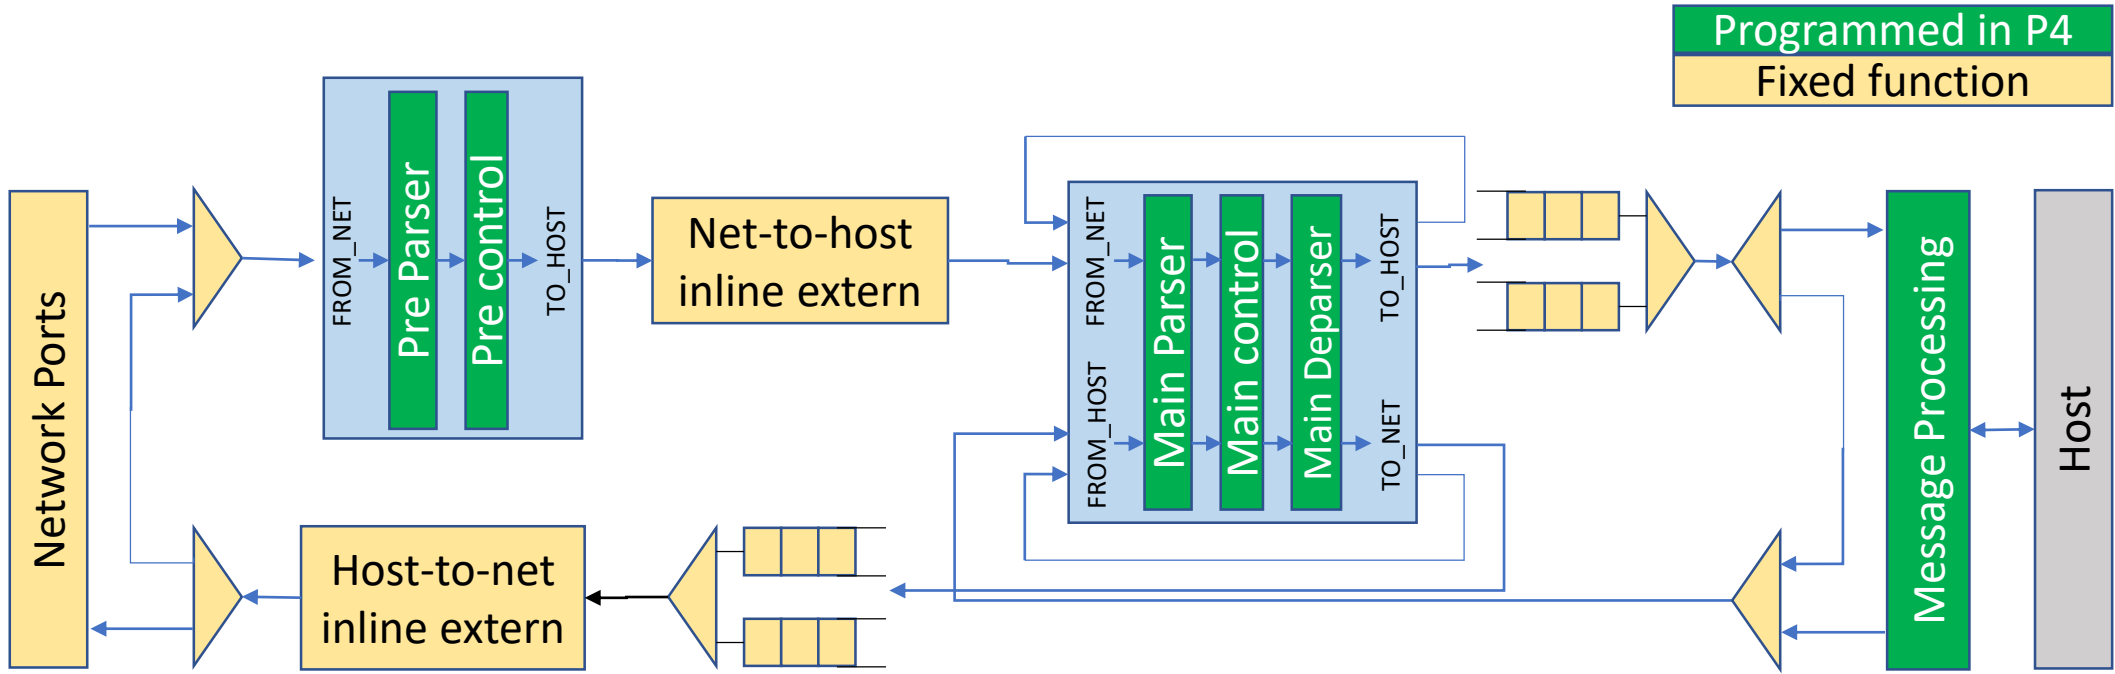 Programmed in P4
Fixed function
Network Ports
FROM_NET
Pre Parser
Pre control
TO_HOST
Net-to-host
inline extern
FROM_NET
FROM_HOST
Main Parser
Main control
Main Deparser
TO_HOST
TO_NET
Message Processing
Host
Host-to-net
inline extern